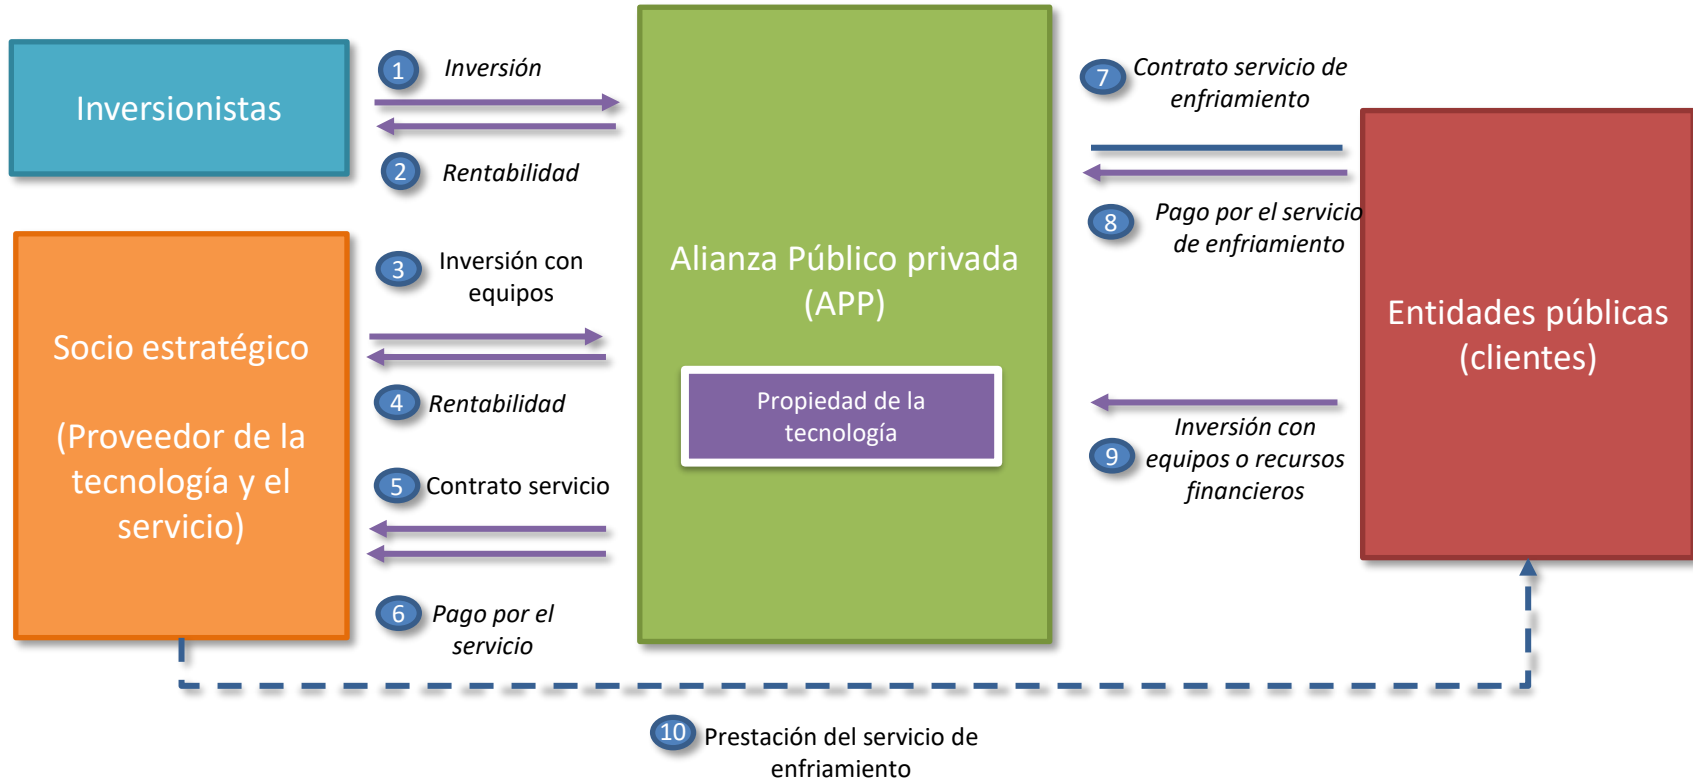 Inversionistas
1
Inversión
2
Rentabilidad
Socio estratégico
(Proveedor de la
tecnología y el
servicio)
3
Inversión con
equipos
4
Rentabilidad
5
Contrato servicio
6
Pago por el
servicio
Alianza Público privada
(APP)
Propiedad de la
tecnología
7
Contrato servicio de
enfriamiento
8
Pago por el servicio
de enfriamiento
9
Inversión con
equipos o recursos
financieros
Entidades públicas
(clientes)
10
Prestación del servicio de
enfriamiento